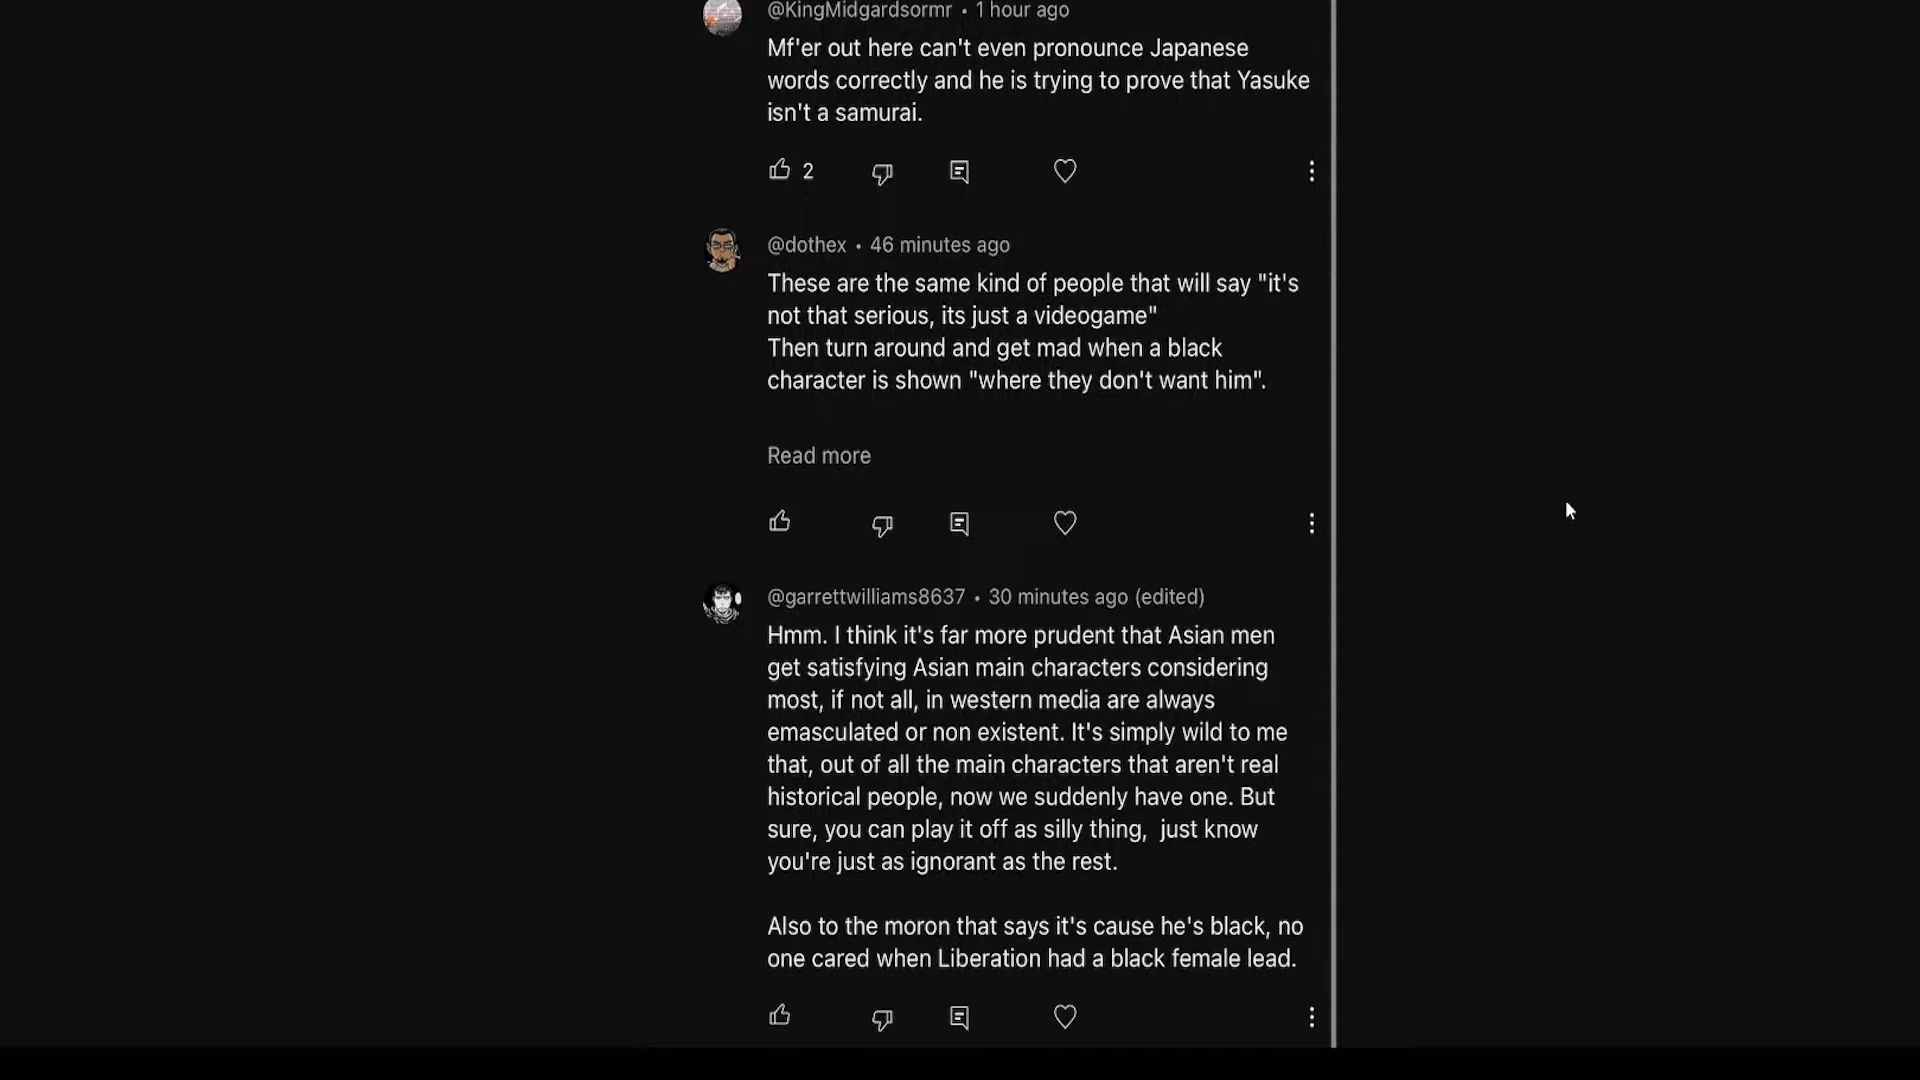 @KingMidgardsormr • 1 hour ago
Mf'er out here can't even pronounce Japanese
words correctly and he is trying to prove that Yasuke
isn't a samurai.
2
@dothex • 46 minutes ago
These are the same kind of people that will say "it's
not that serious, its just a videogame"
Then turn around and get mad when a black
character is shown "where they don't want him".
Read more
@garrettwilliams8637 • 30 minutes ago (edited)
Hmm. I think it's far more prudent that Asian men
get satisfying Asian main characters considering
most, if not all, in western media are always
emasculated or non existent. It's simply wild to me
that, out of all the main characters that aren't real
historical people, now we suddenly have one. But
sure, you can play it off as silly thing,  just know
you're just as ignorant as the rest.
Also to the moron that says it's cause he's black, no
one cared when Liberation had a black female lead.